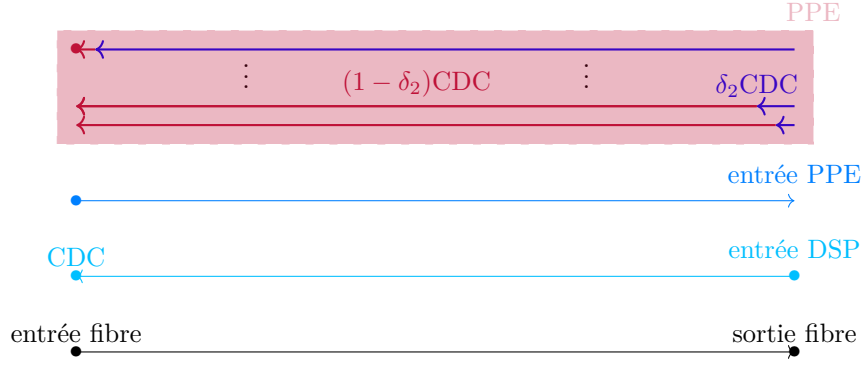 PPE
⋮ ⋮
(1 − δ₂)CDC
δ₂CDC
entrée PPE
CDC
entrée DSP
entrée fibre
sortie fibre